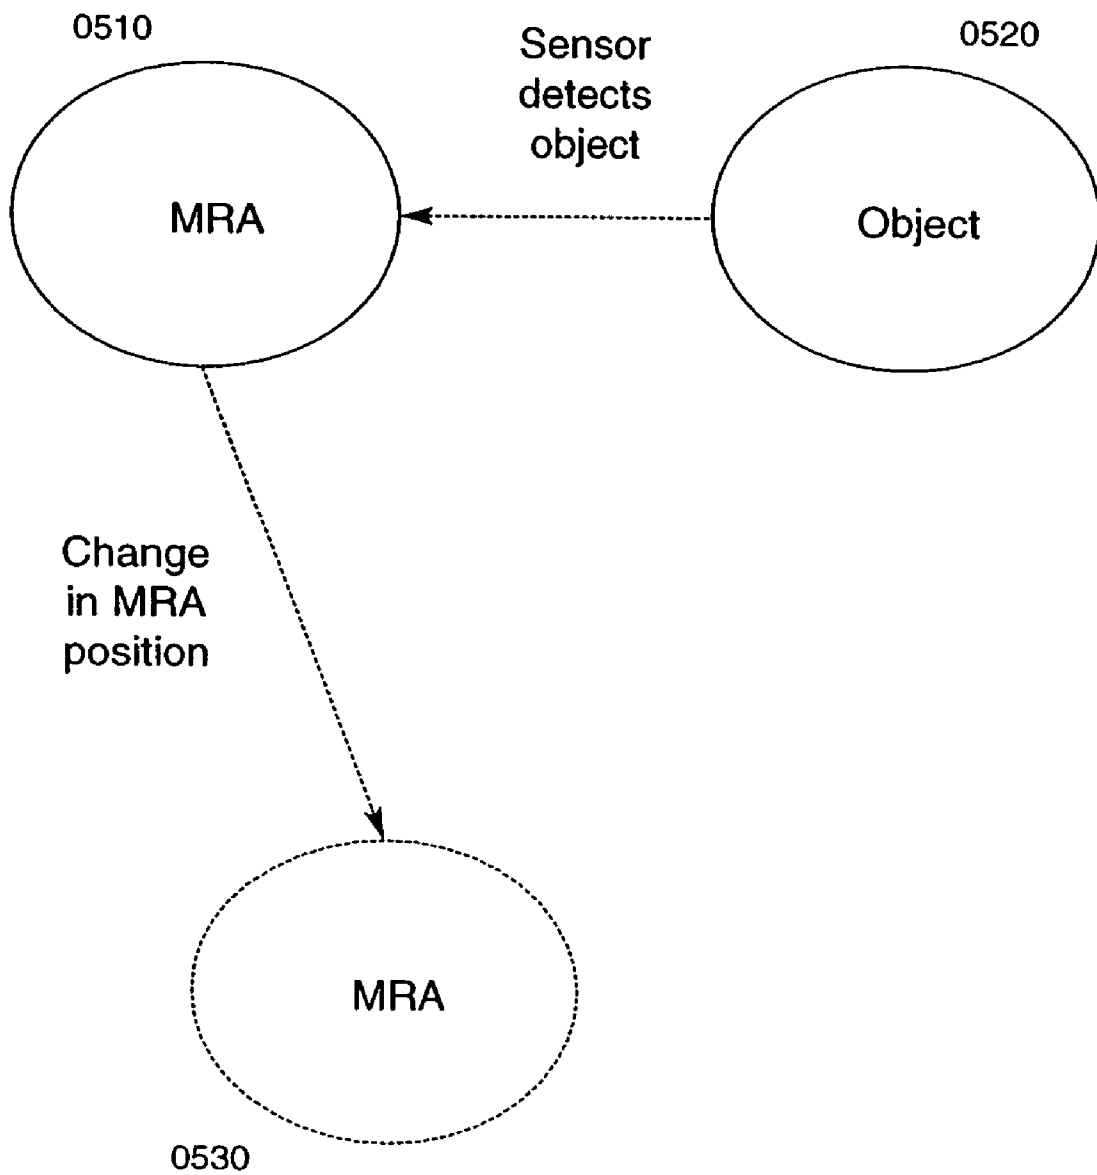 0510
Sensor
detects
object
0520
MRA
Object
Change
in MRA
position
MRA
0530